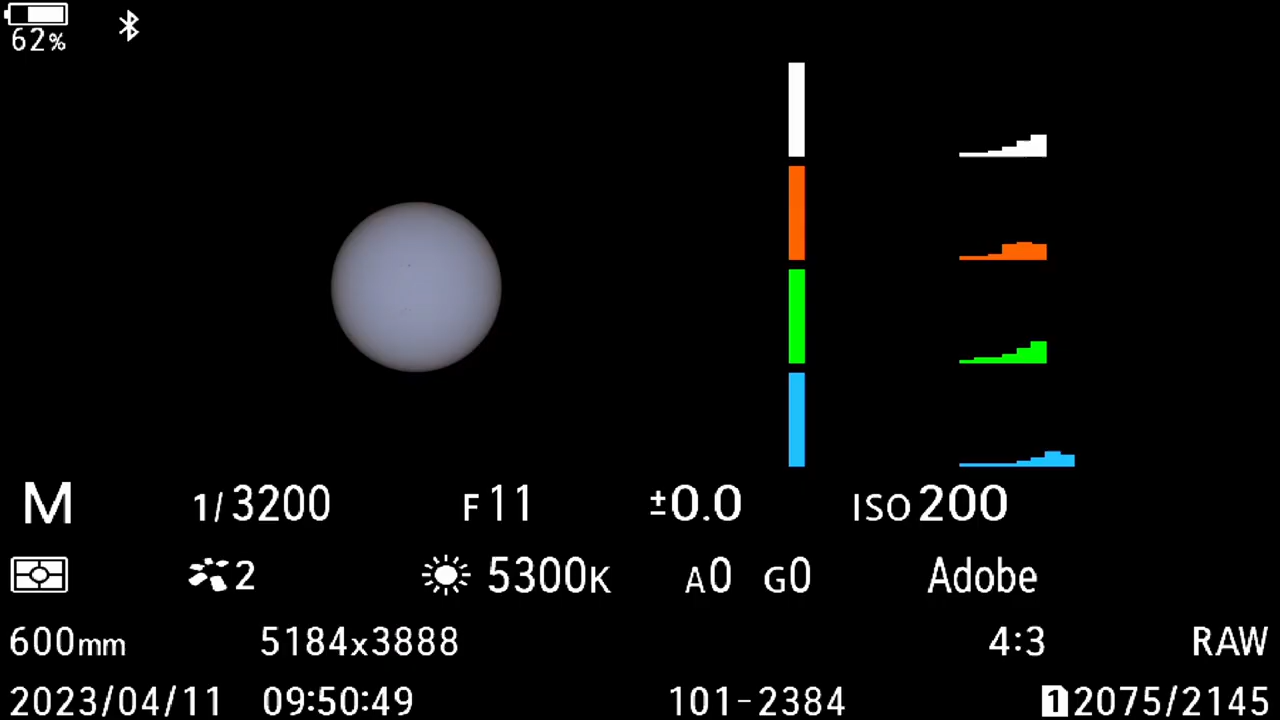 62%
M 1/3200 F11 ±0.0 ISO200
2 5300K A0 G0 Adobe
600mm 5184x3888 4:3 RAW
2023/04/11 09:50:49 101-2384 1 2075/2145